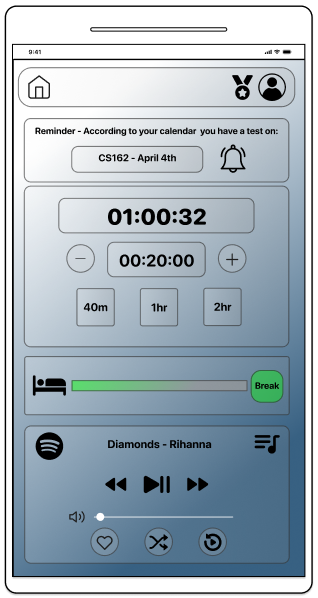 9:41
Reminder - According to your calendar you have a test on:
CS162 - April 4th
01:00:32
00:20:00
40m
1hr
2hr
Break
Diamonds - Rihanna